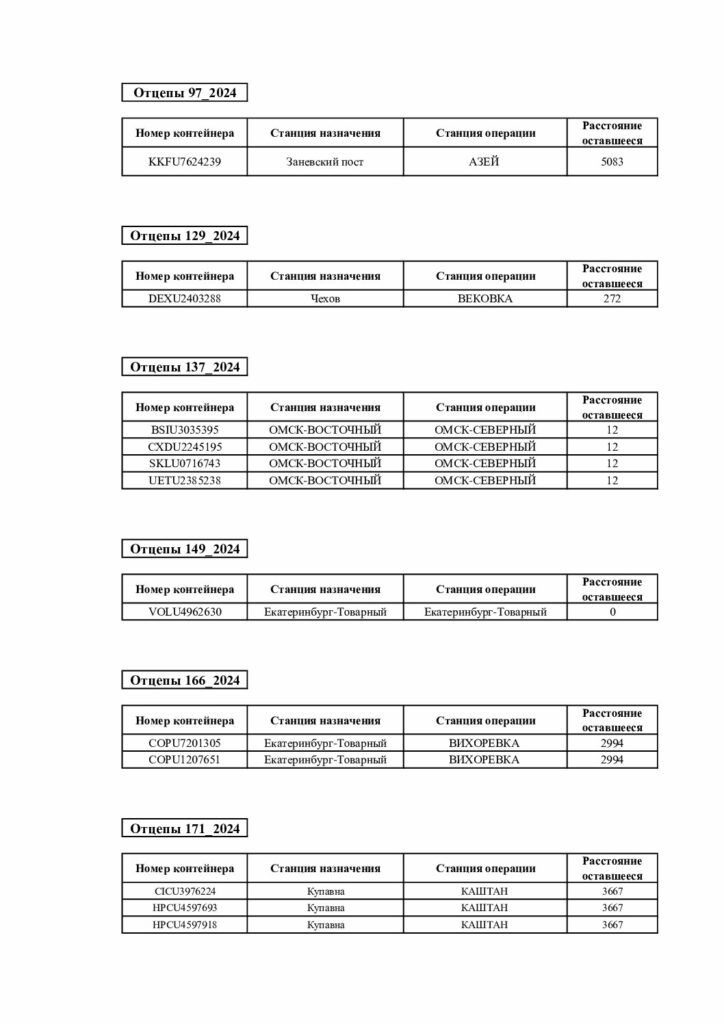 Отцепы 97_2024
Номер контейнера Станция назначения Станция операции Расстояние оставшееся
KKFU7624239 Заневский пост АЗЕЙ 5083
Отцепы 129_2024
Номер контейнера Станция назначения Станция операции Расстояние оставшееся
DEXU2403288 Чехов ВЕКОВКА 272
Отцепы 137_2024
Номер контейнера Станция назначения Станция операции Расстояние оставшееся
BSIU3035395 ОМСК-ВОСТОЧНЫЙ ОМСК-СЕВЕРНЫЙ 12
CXDU2245195 ОМСК-ВОСТОЧНЫЙ ОМСК-СЕВЕРНЫЙ 12
SKLU0716743 ОМСК-ВОСТОЧНЫЙ ОМСК-СЕВЕРНЫЙ 12
UETU2385238 ОМСК-ВОСТОЧНЫЙ ОМСК-СЕВЕРНЫЙ 12
Отцепы 149_2024
Номер контейнера Станция назначения Станция операции Расстояние оставшееся
VOLU4962630 Екатеринбург-Товарный Екатеринбург-Товарный 0
Отцепы 166_2024
Номер контейнера Станция назначения Станция операции Расстояние оставшееся
COPU7201305 Екатеринбург-Товарный ВИХОРЕВКА 2994
COPU1207651 Екатеринбург-Товарный ВИХОРЕВКА 2994
Отцепы 171_2024
Номер контейнера Станция назначения Станция операции Расстояние оставшееся
CICU3976224 Купавна КАШТАН 3667
HPCU4597693 Купавна КАШТАН 3667
HPCU4597918 Купавна КАШТАН 3667